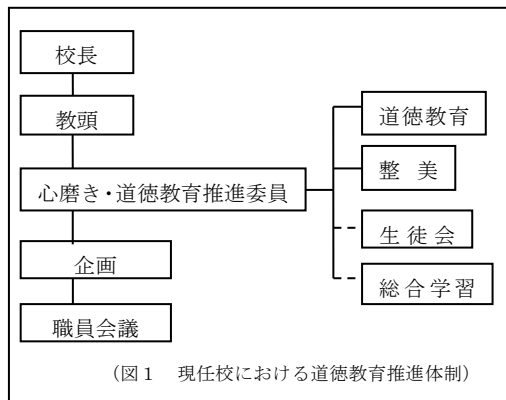 校長
教頭
心磨き・道徳教育推進委員
企画
職員会議
道徳教育
整 美
生徒会
総合学習
(図1 現任校における道徳教育推進体制)